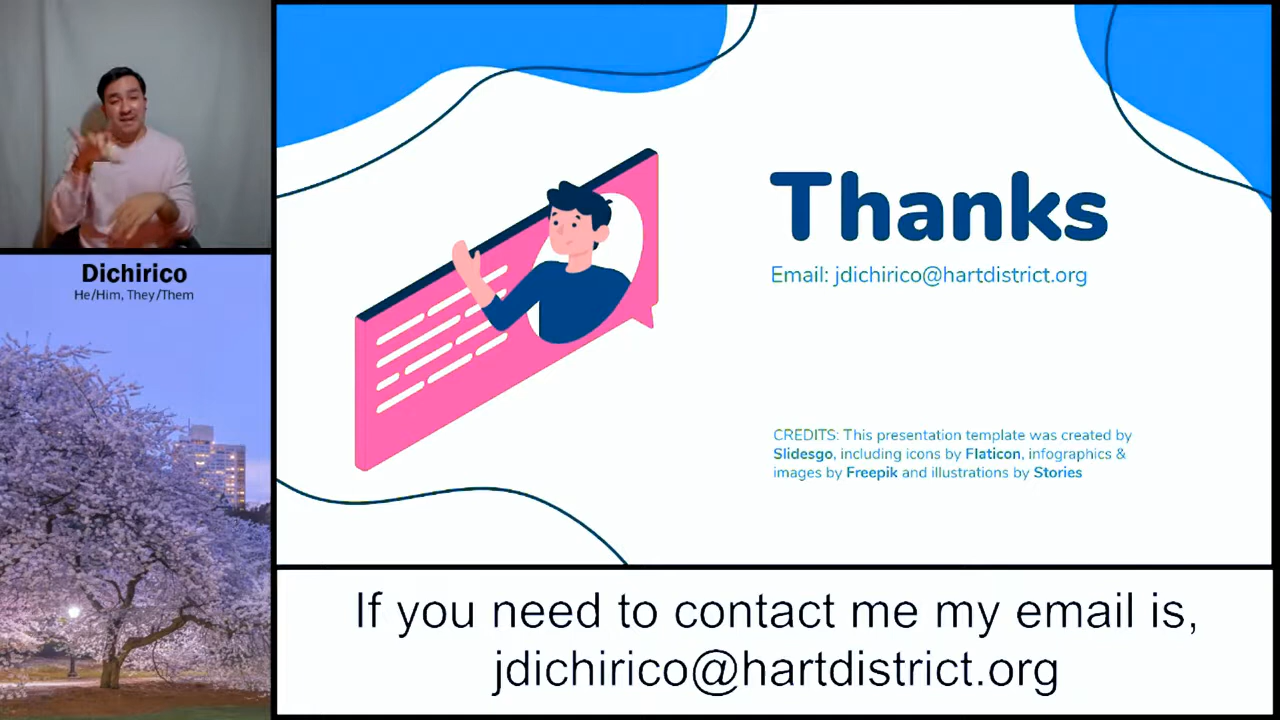 Dichirico
He/Him, They/Them
Thanks
Email: jdichirico@hartdistrict.org
CREDITS: This presentation template was created by
Slidesgo, including icons by Flaticon, infographics &
images by Freepik and illustrations by Stories
If you need to contact me my email is,
jdichirico@hartdistrict.org